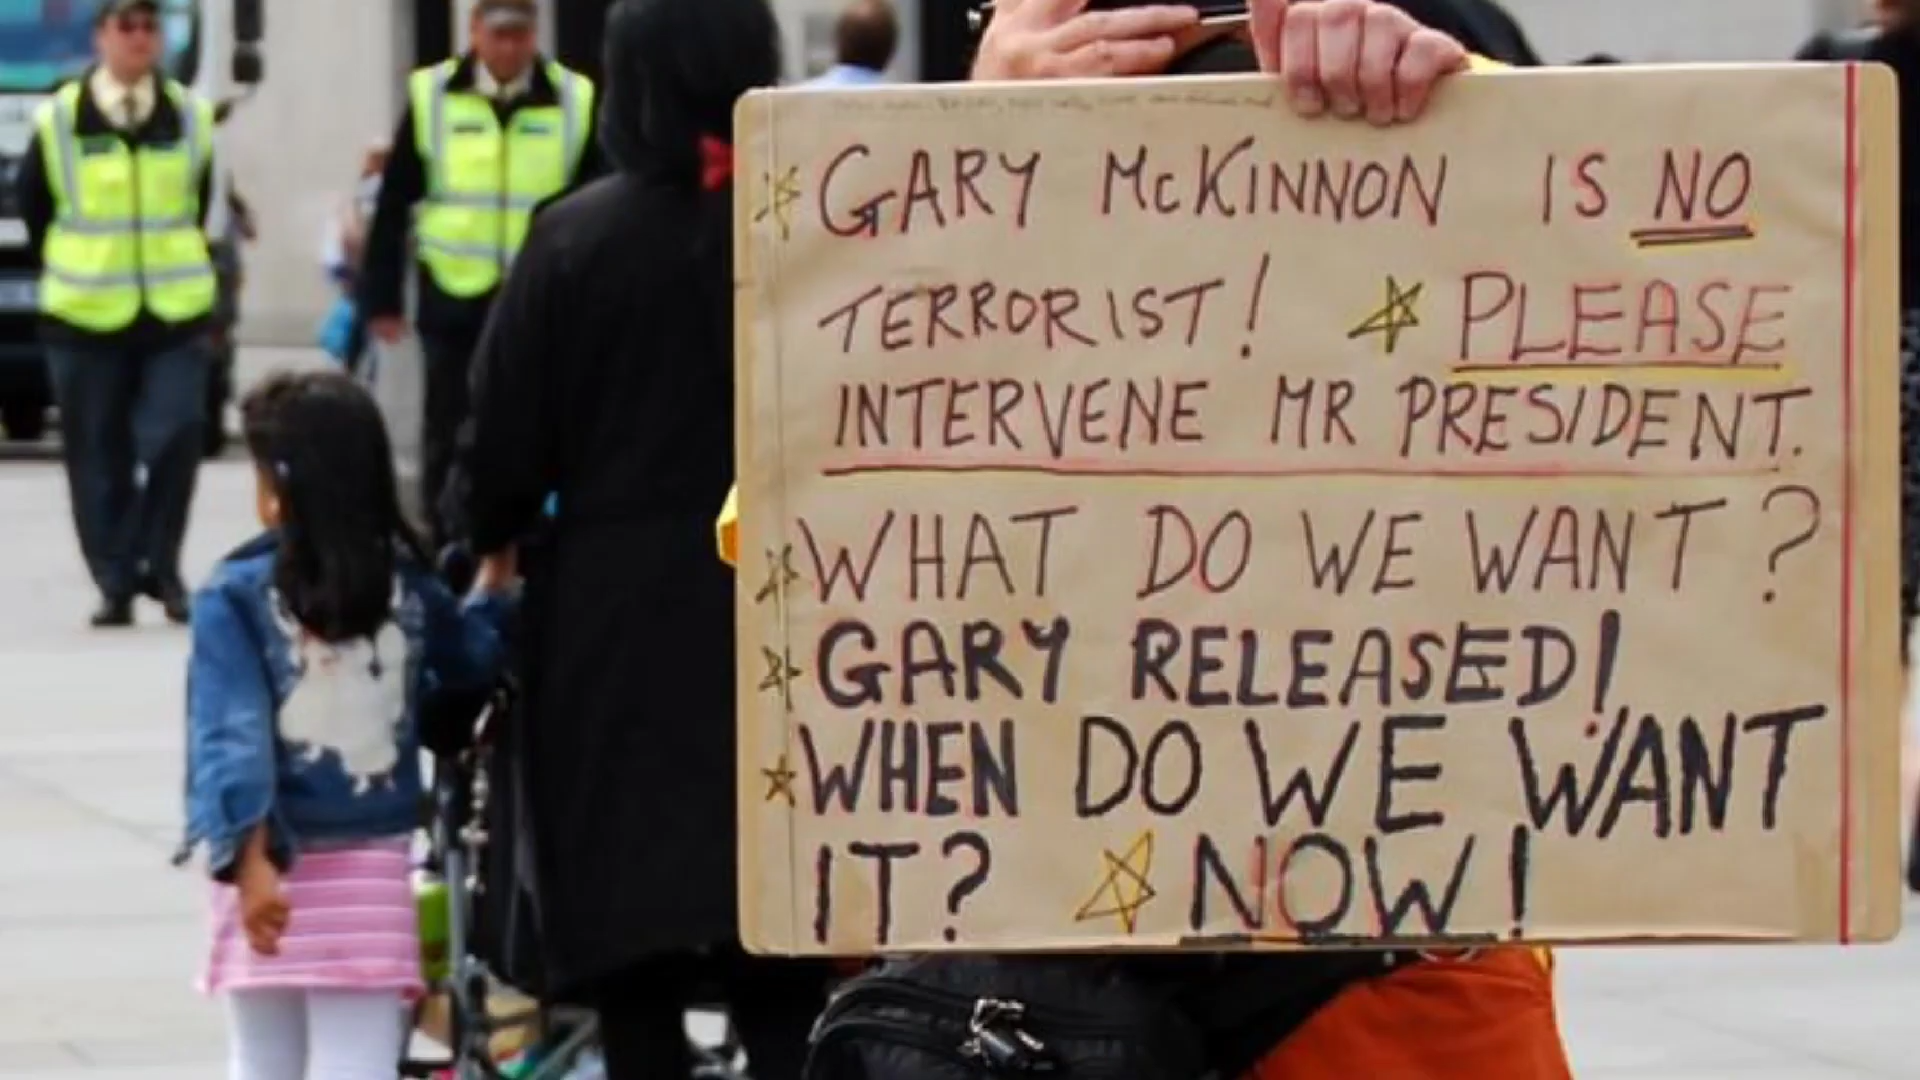 GARY McKINNON IS NO
TERRORIST! PLEASE
INTERVENE MR PRESIDENT.
WHAT DO WE WANT?
GARY RELEASED!
WHEN DO WE WANT
IT? NOW!